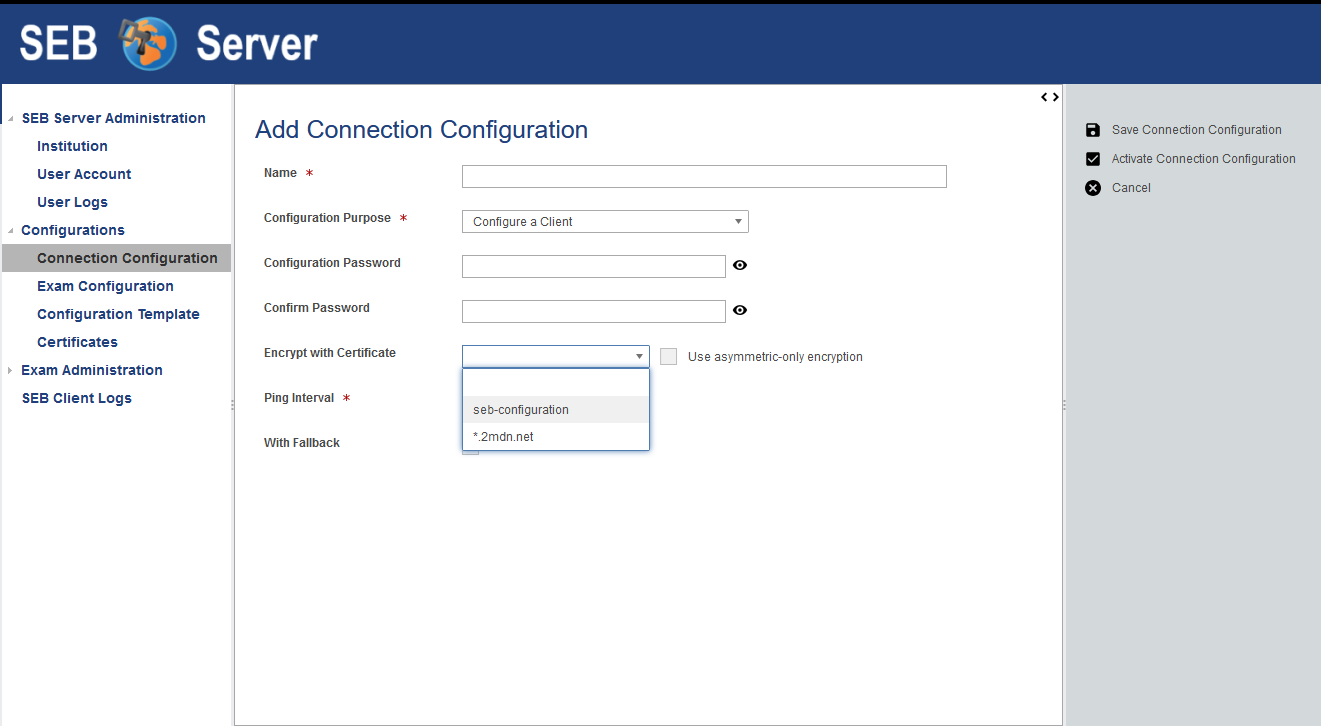 SEB Server
SEB Server Administration
Institution
User Account
User Logs
Configurations
Connection Configuration
Exam Configuration
Configuration Template
Certificates
Exam Administration
SEB Client Logs
Add Connection Configuration
Name *
Configuration Purpose * Configure a Client
Configuration Password
Confirm Password
Encrypt with Certificate Use asymmetric-only encryption
seb-configuration
*.2mdn.net
Ping Interval *
With Fallback
Save Connection Configuration
Activate Connection Configuration
Cancel